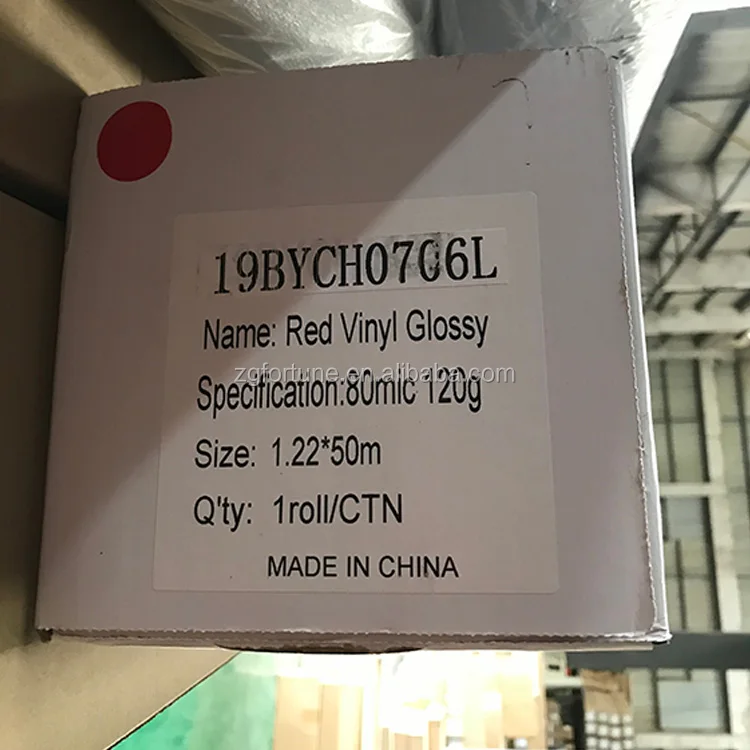 19BYCH0706L
Name: Red Vinyl Glossy
zgfortune.en.alibaba.com
Specification:80mic 120g
Size: 1.22*50m
Q'ty: 1roll/CTN
MADE IN CHINA